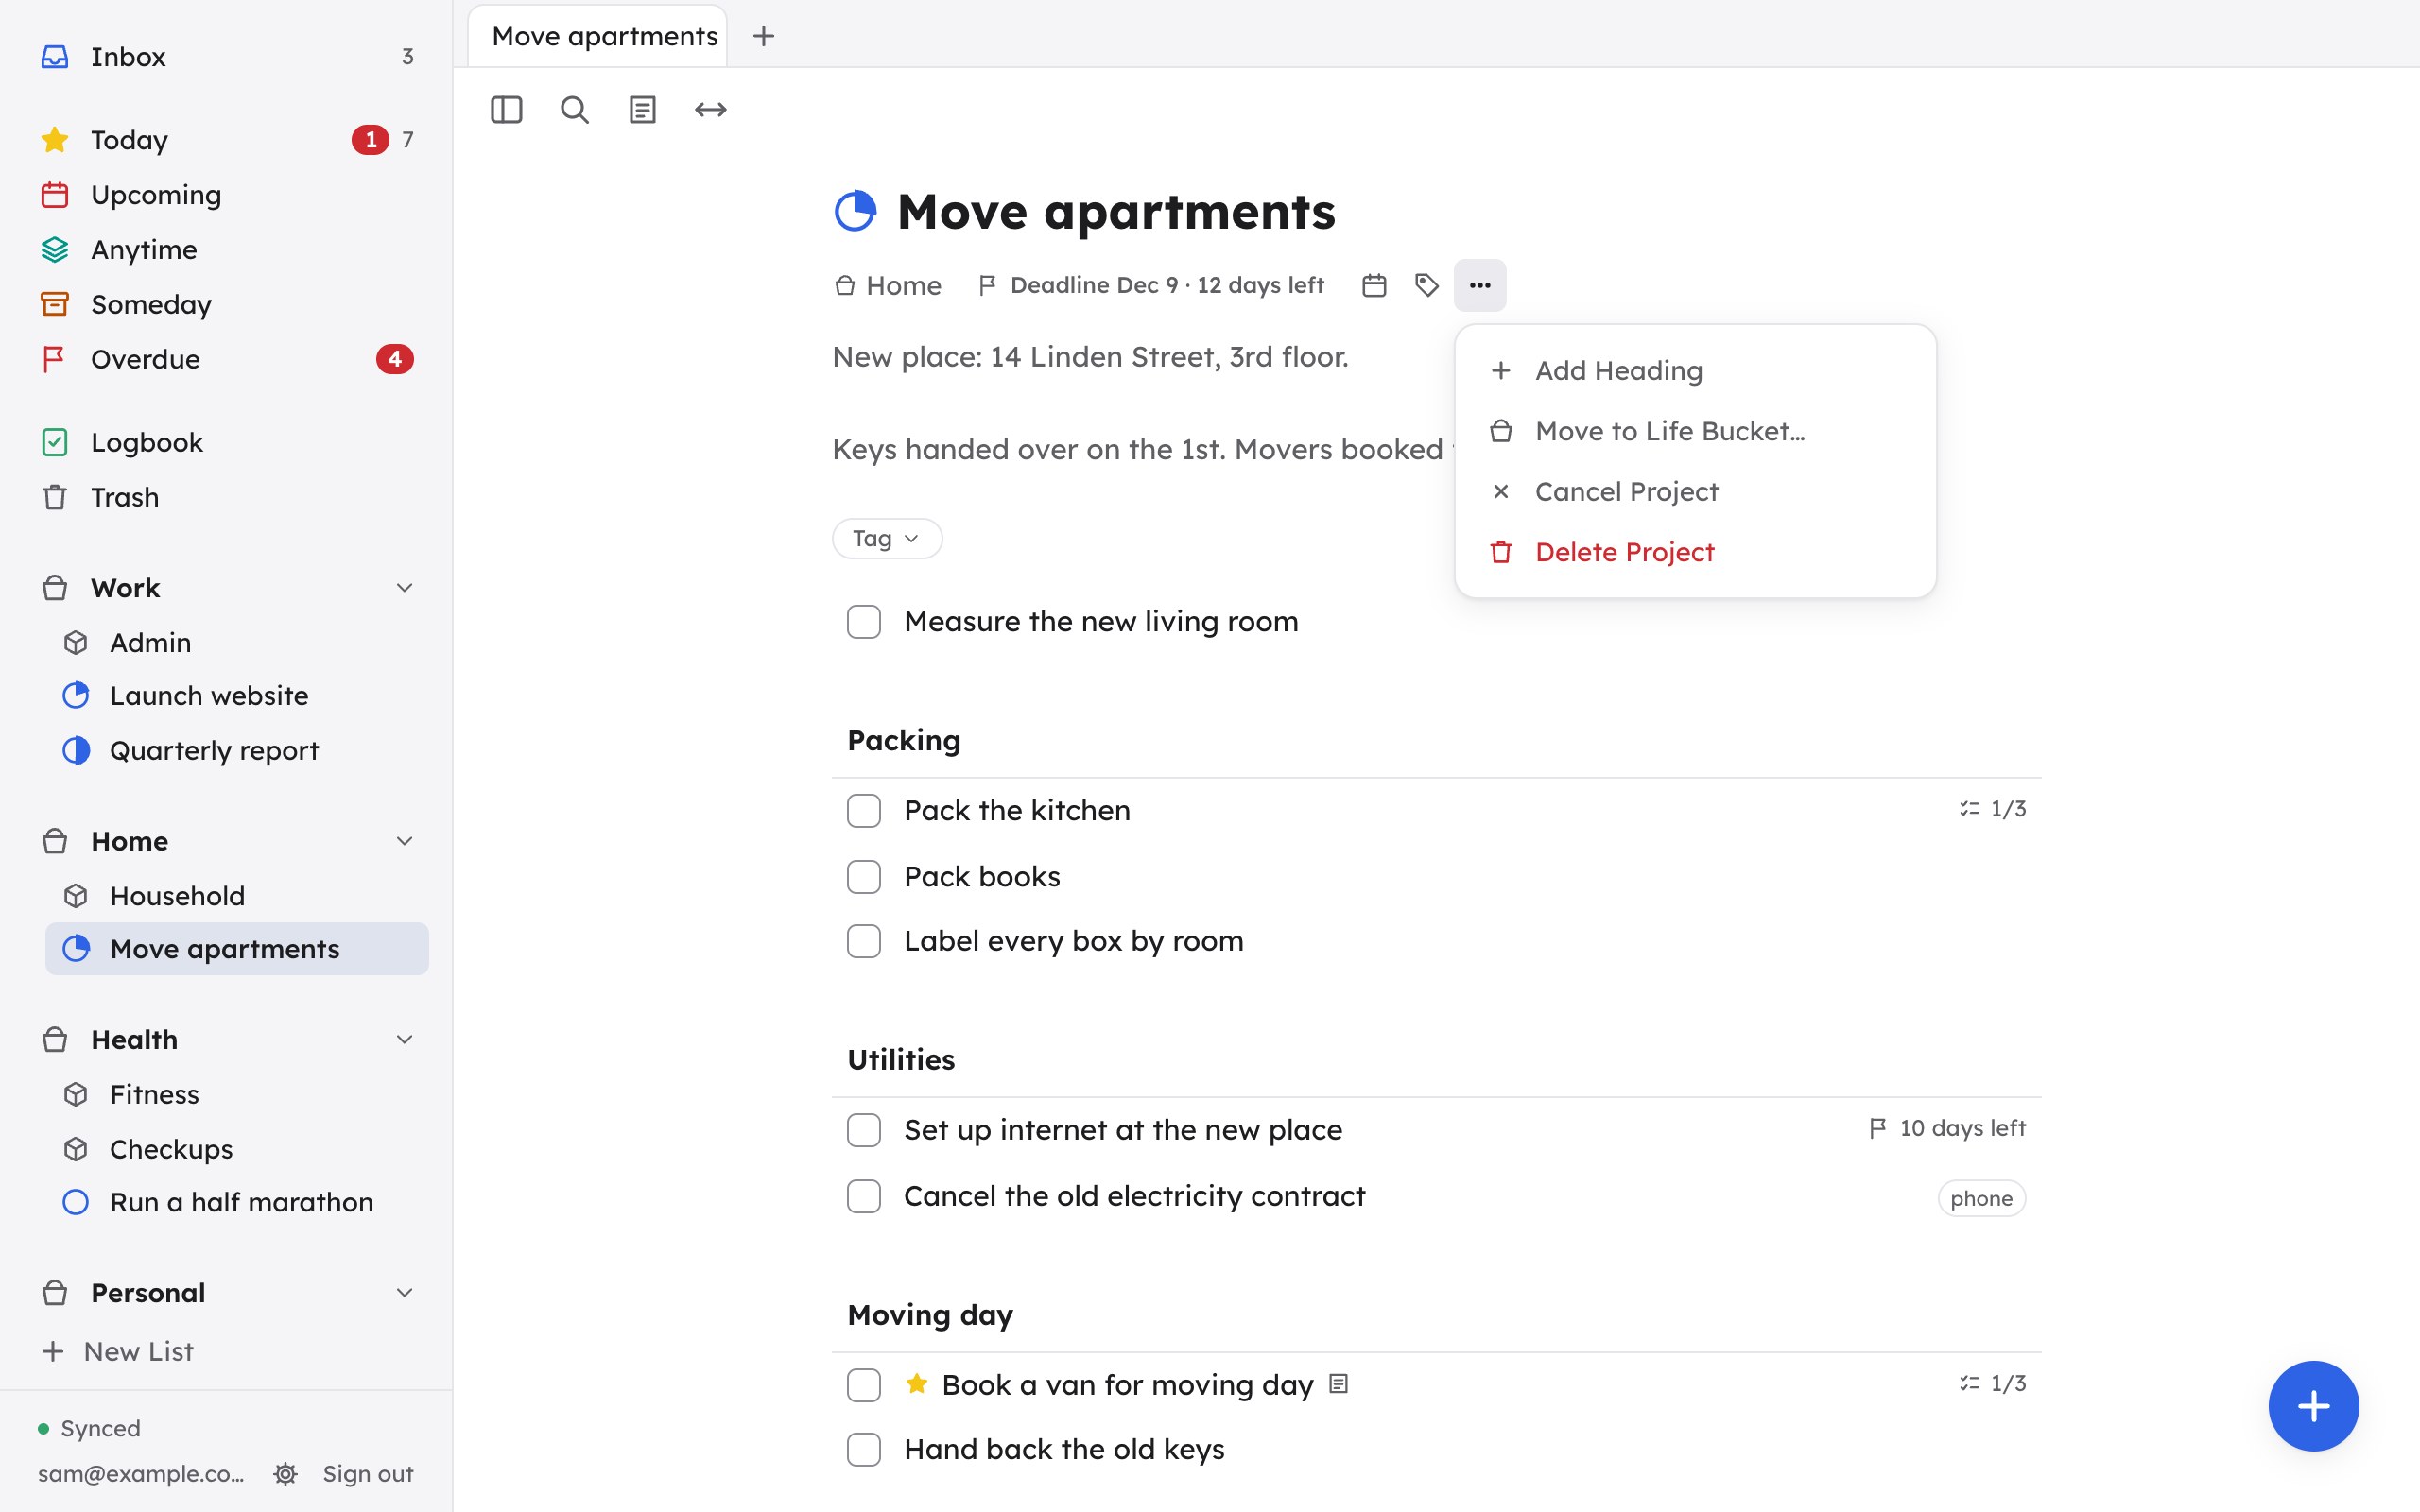 Inbox 3
Today 1 7
Upcoming
Anytime
Someday
Overdue 4
Logbook
Trash
Work
Admin
Launch website
Quarterly report
Home
Household
Move apartments
Health
Fitness
Checkups
Run a half marathon
Personal
New List
Synced
sam@example.co... Sign out
Move apartments
Move apartments
Home Deadline Dec 9 · 12 days left
New place: 14 Linden Street, 3rd floor.
Keys handed over on the 1st. Movers booked
Add Heading
Move to Life Bucket...
Cancel Project
Delete Project
Tag
Measure the new living room
Packing
Pack the kitchen 1/3
Pack books
Label every box by room
Utilities
Set up internet at the new place 10 days left
Cancel the old electricity contract phone
Moving day
Book a van for moving day 1/3
Hand back the old keys